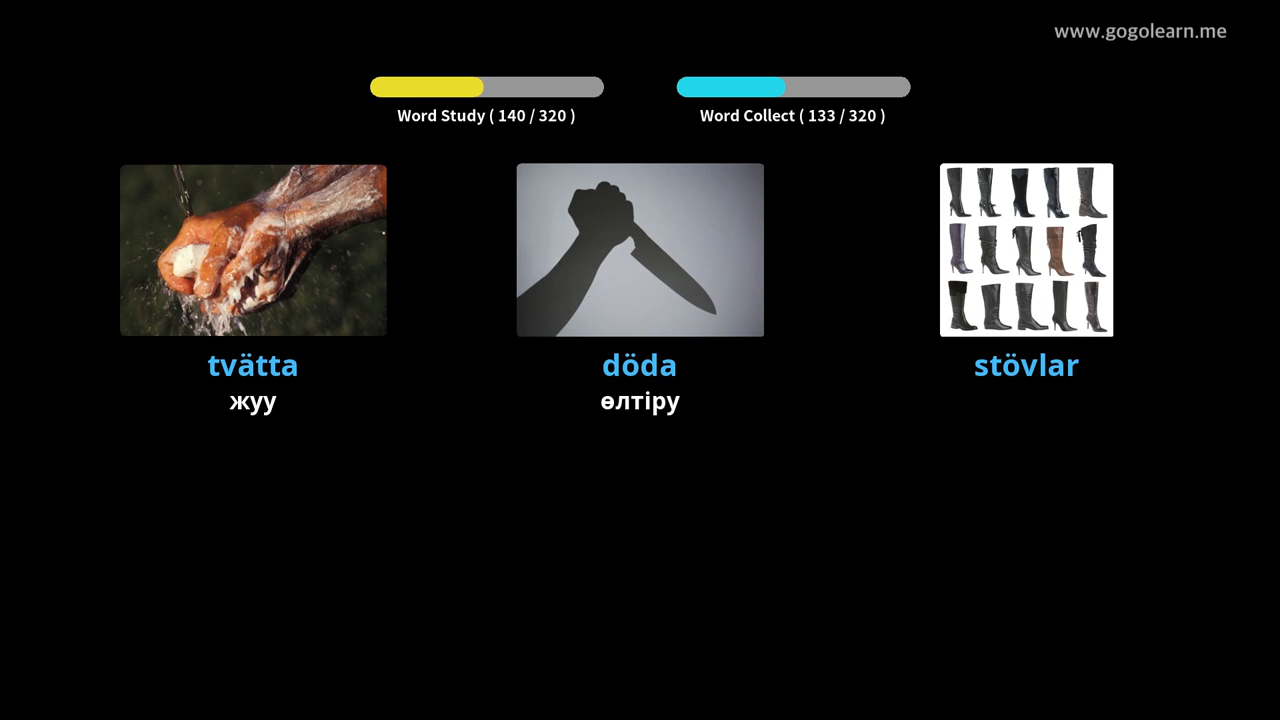 www.gogolearn.me
Word Study ( 140 / 320 )
Word Collect ( 133 / 320 )
tvätta
döda
stövlar
жуу
өлтіру